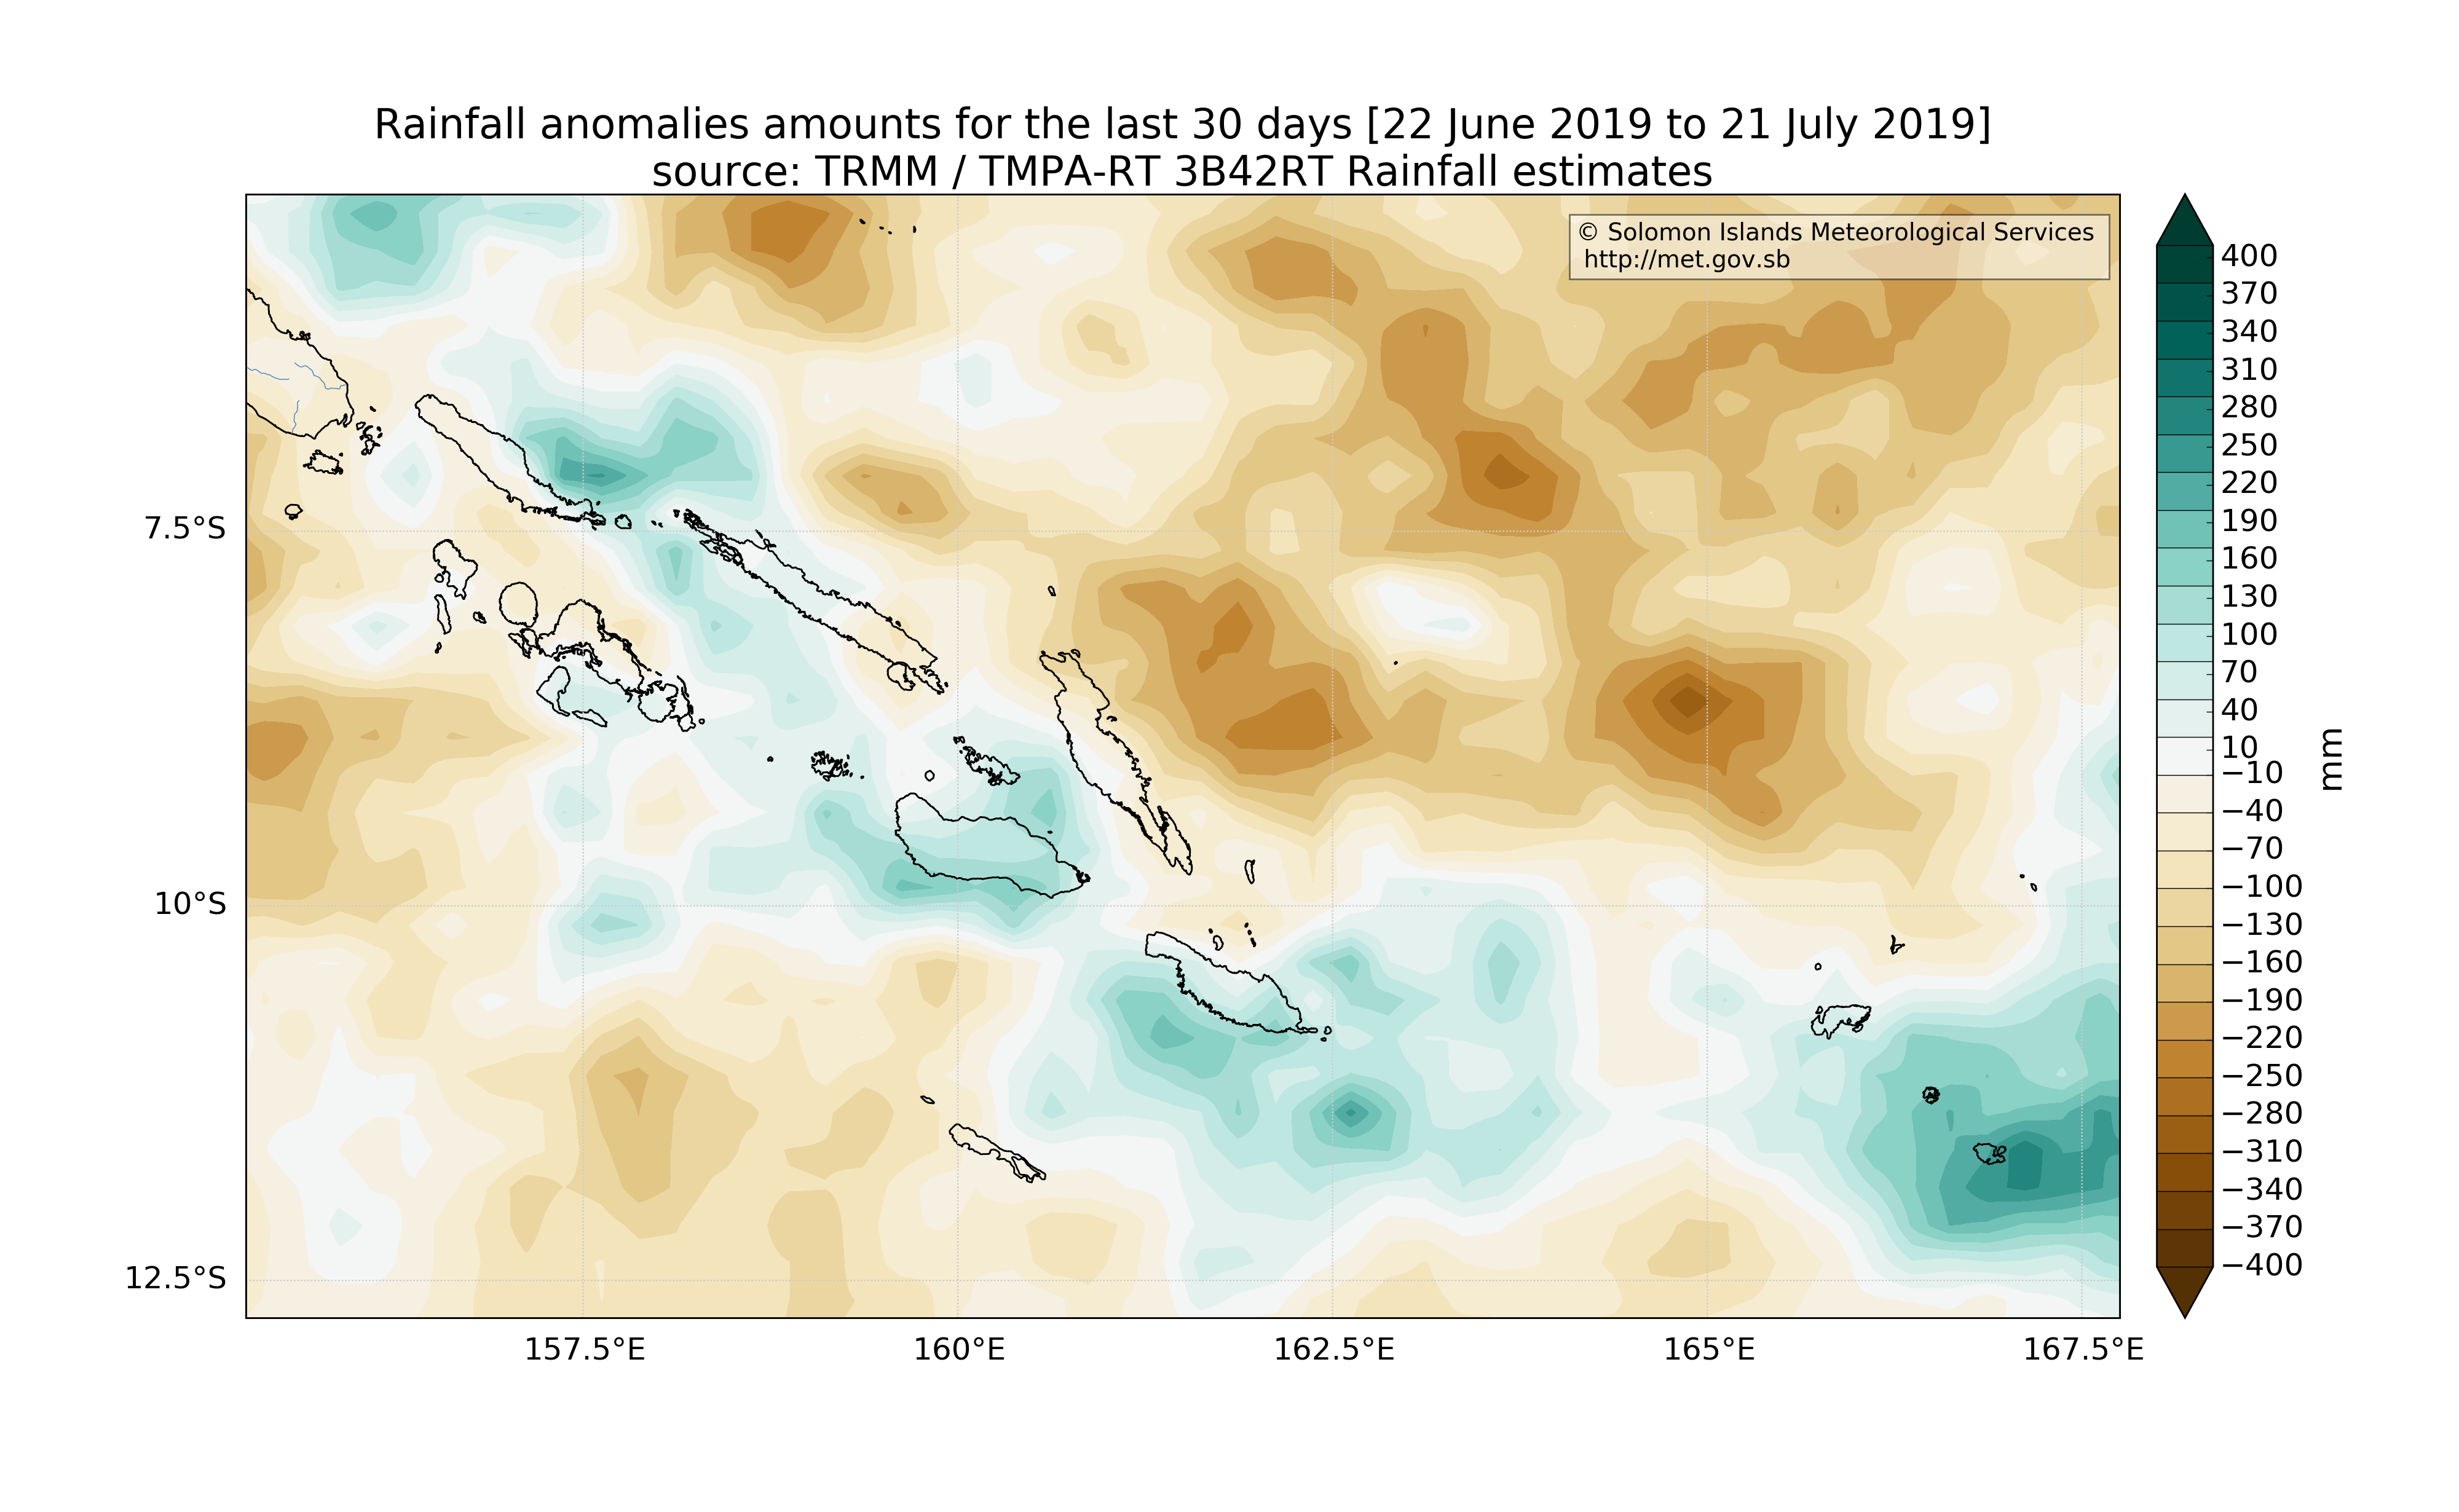 Rainfall anomalies amounts for the last 30 days [22 June 2019 to 21 July 2019]
source: TRMM / TMPA-RT 3B42RT Rainfall estimates
© Solomon Islands Meteorological Services
http://met.gov.sb
7.5°S
10°S
12.5°S
157.5°E
160°E
162.5°E
165°E
167.5°E
400
370
340
310
280
250
220
190
160
130
100
70
40
10
−10
−40
−70
−100
−130
−160
−190
−220
−250
−280
−310
−340
−370
−400
mm